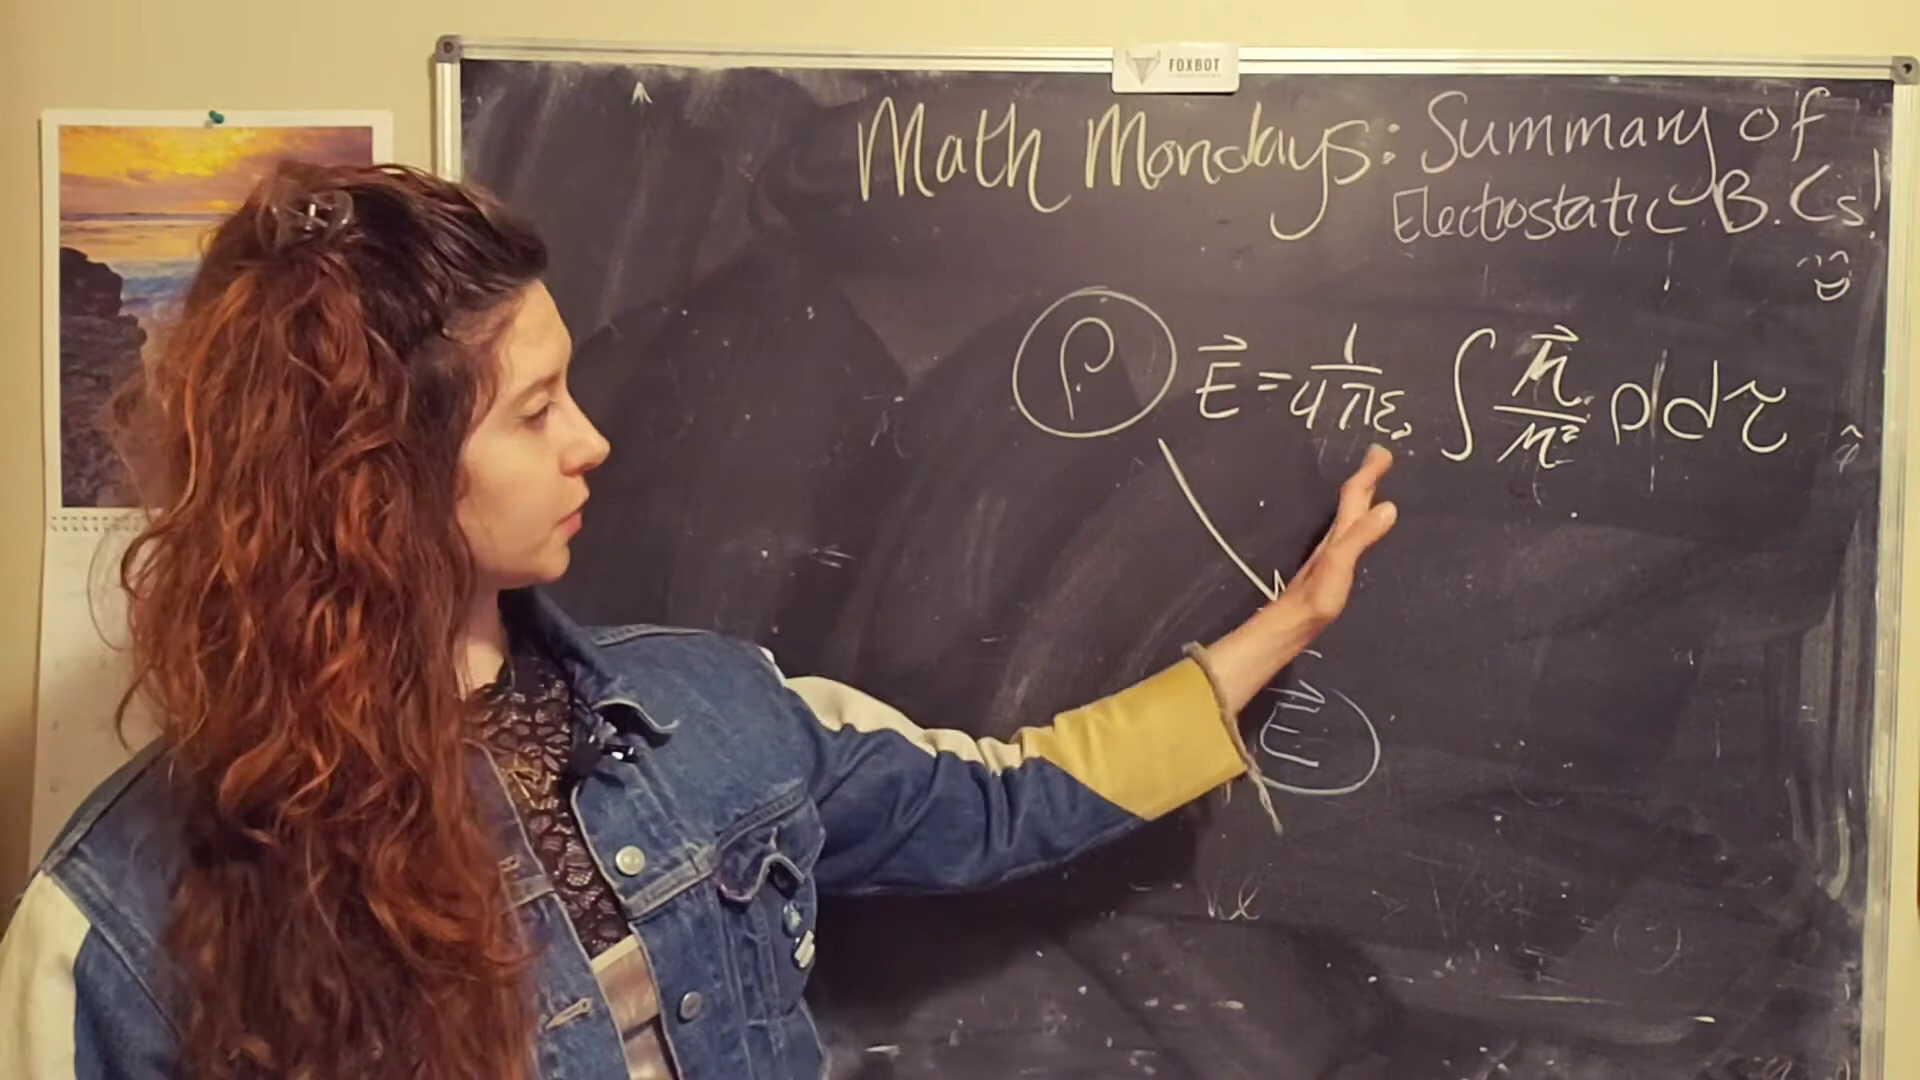 FOXBOT
Math Mondays: Summary of
Electrostatic B.Cs!
ρ
E⃗ = 1/4πε₀ ∫ r⃗/r² ρ dτ
E⃗